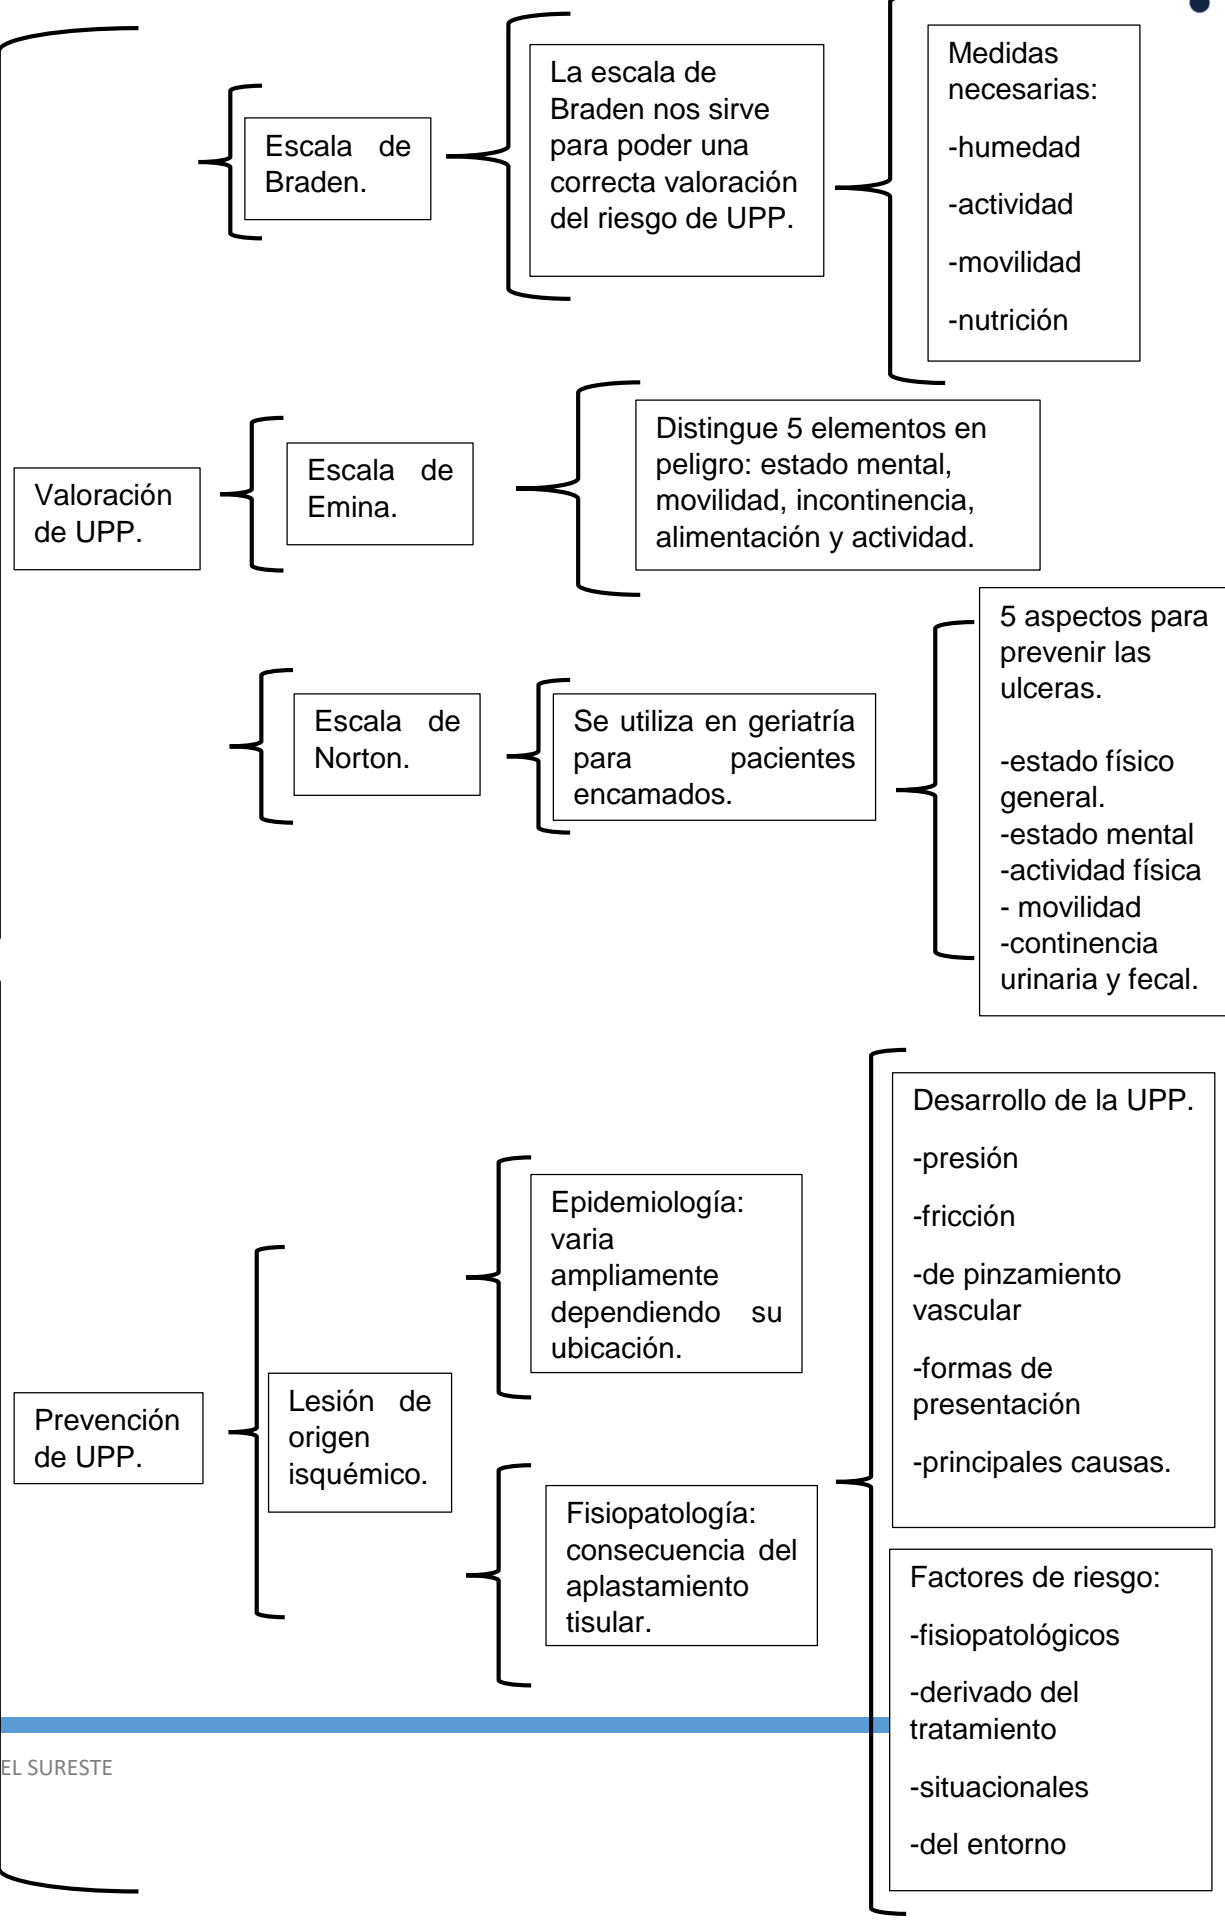 Escala de
Braden.
La escala de
Braden nos sirve
para poder una
correcta valoración
del riesgo de UPP.
Medidas
necesarias:
-humedad
-actividad
-movilidad
-nutrición
Valoración
de UPP.
Escala de
Emina.
Distingue 5 elementos en
peligro: estado mental,
movilidad, incontinencia,
alimentación y actividad.
Escala de
Norton.
Se utiliza en geriatría
para pacientes
encamados.
5 aspectos para
prevenir las
ulceras.
-estado físico
general.
-estado mental
-actividad física
- movilidad
-continencia
urinaria y fecal.
Prevención
de UPP.
Lesión de
origen
isquémico.
Epidemiología:
varia
ampliamente
dependiendo su
ubicación.
Fisiopatología:
consecuencia del
aplastamiento
tisular.
Desarrollo de la UPP.
-presión
-fricción
-de pinzamiento
vascular
-formas de
presentación
-principales causas.
Factores de riesgo:
-fisiopatológicos
-derivado del
tratamiento
-situacionales
-del entorno
EL SURESTE